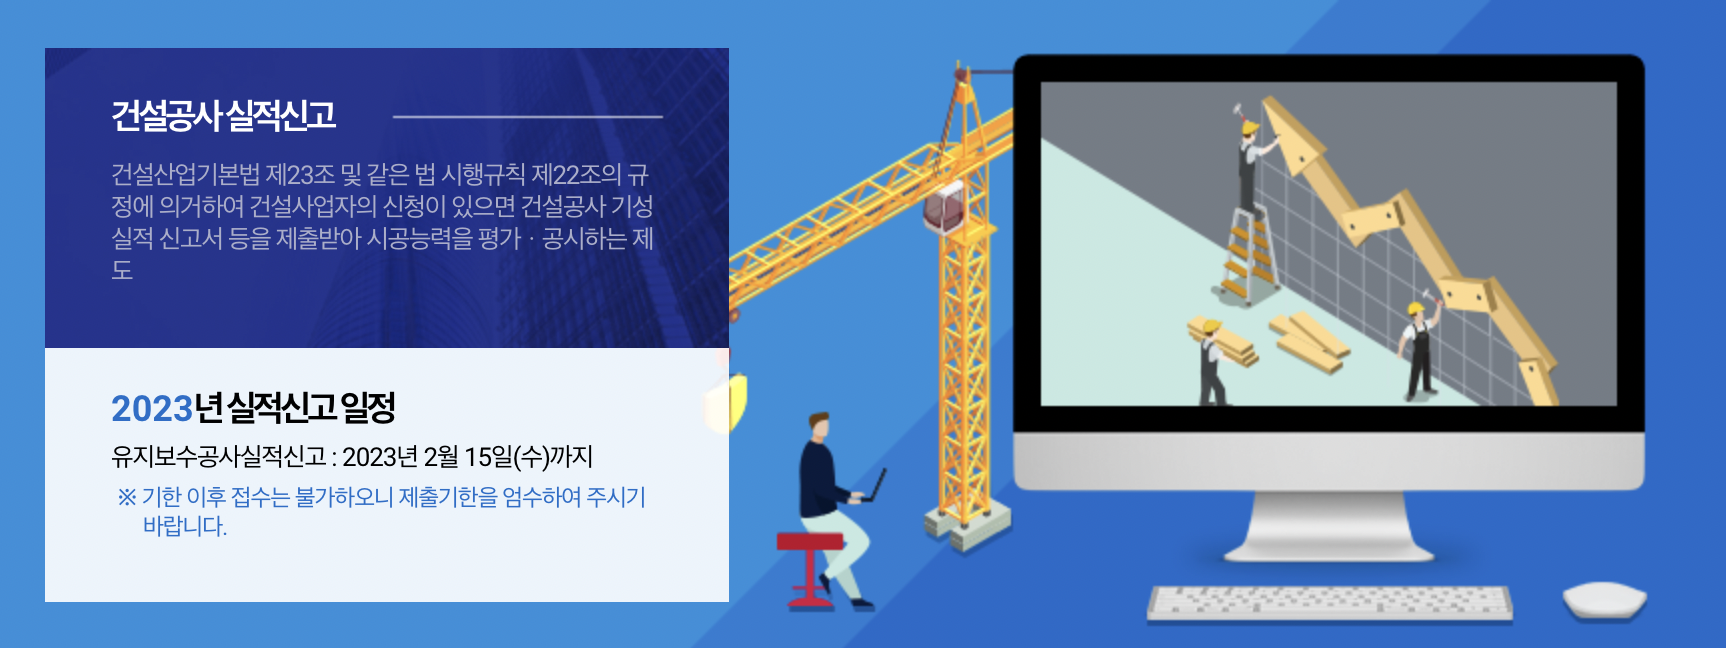 건설공사 실적신고
건설산업기본법 제23조 및 같은 법 시행규칙 제22조의 규
정에 의거하여 건설사업자의 신청이 있으면 건설공사 기성
실적 신고서 등을 제출받아 시공능력을 평가 · 공시하는 제
도
2023년 실적신고 일정
유지보수공사실적신고 : 2023년 2월 15일(수)까지
※ 기한 이후 접수는 불가하오니 제출기한을 엄수하여 주시기
바랍니다.